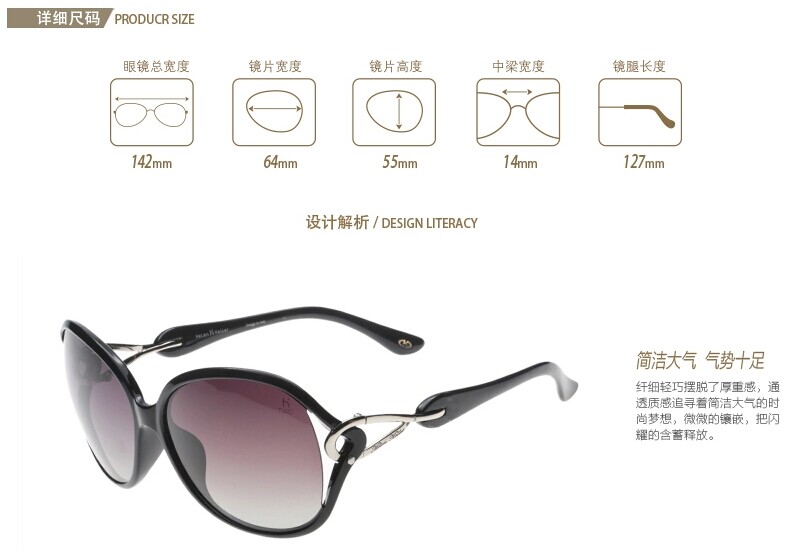 详细尺码 PRODUCR SIZE
眼镜总宽度 镜片宽度 镜片高度 中梁宽度 镜腿长度
142mm 64mm 55mm 14mm 127mm
设计解析 / DESIGN LITERACY
简洁大气 气势十足
纤细轻巧摆脱了厚重感，通
透质感追寻着简洁大气的时
尚梦想，微微的镶嵌，把闪
耀的含蓄释放。